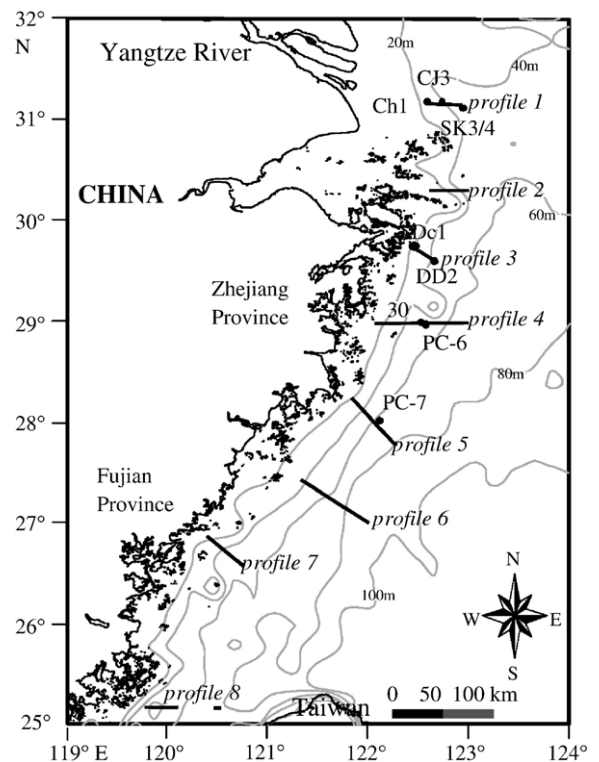 32°
N
20m
Yangtze River
40m
CJ3
Ch1
profile 1
31°
SK3/4
CHINA
profile 2
30°
60m
Dc1
profile 3
DD2
Zhejiang
Province
30
29°
profile 4
PC-6
80m
PC-7
28°
profile 5
Fujian
Province
profile 6
27°
profile 7
N
100m
26°
W
E
S
profile 8
0 50 100 km
Taiwan
25°
119° E
120°
121°
122°
123°
124°